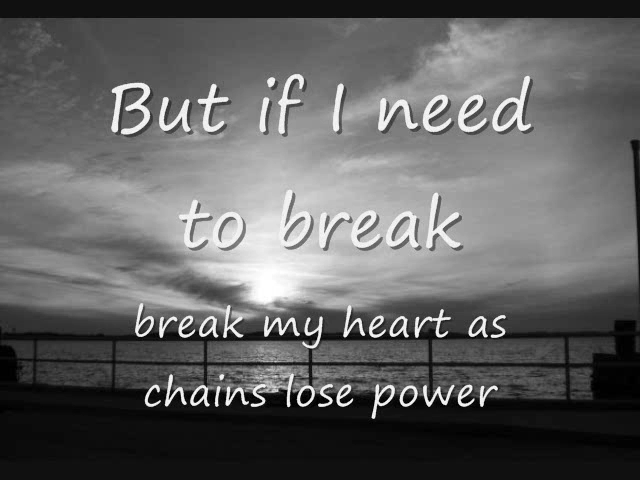 But if I need
to break
break my heart as
chains lose power